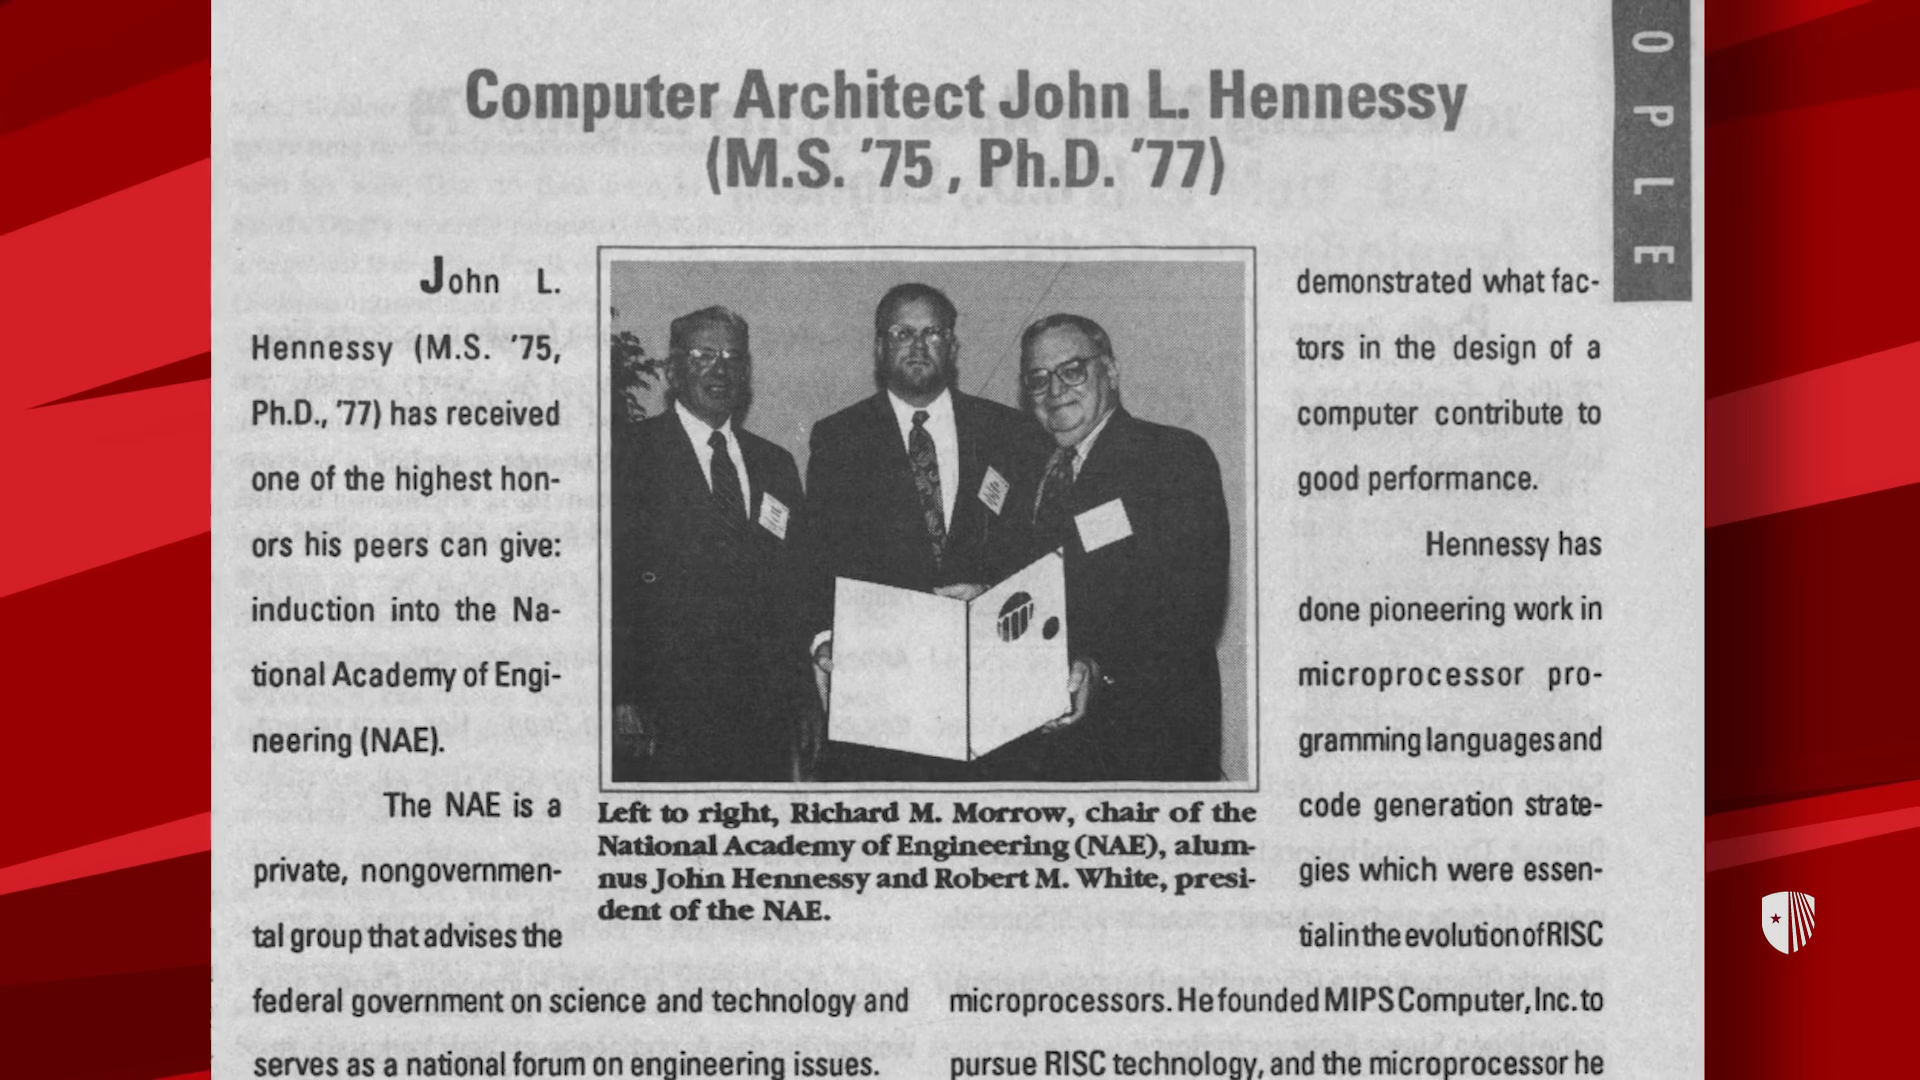 OPLE
Computer Architect John L. Hennessy
(M.S. ’75 , Ph.D. ’77)
John L.
Hennessy (M.S. ’75,
Ph.D., ’77) has received
one of the highest hon-
ors his peers can give:
induction into the Na-
tional Academy of Engi-
neering (NAE).
The NAE is a
private, nongovernmen-
tal group that advises the
federal government on science and technology and
serves as a national forum on engineering issues.
Left to right, Richard M. Morrow, chair of the
National Academy of Engineering (NAE), alum-
nus John Hennessy and Robert M. White, presi-
dent of the NAE.
demonstrated what fac-
tors in the design of a
computer contribute to
good performance.
Hennessy has
done pioneering work in
microprocessor pro-
gramming languages and
code generation strate-
gies which were essen-
tial in the evolution of RISC
microprocessors. He founded MIPS Computer, Inc. to
pursue RISC technology, and the microprocessor he